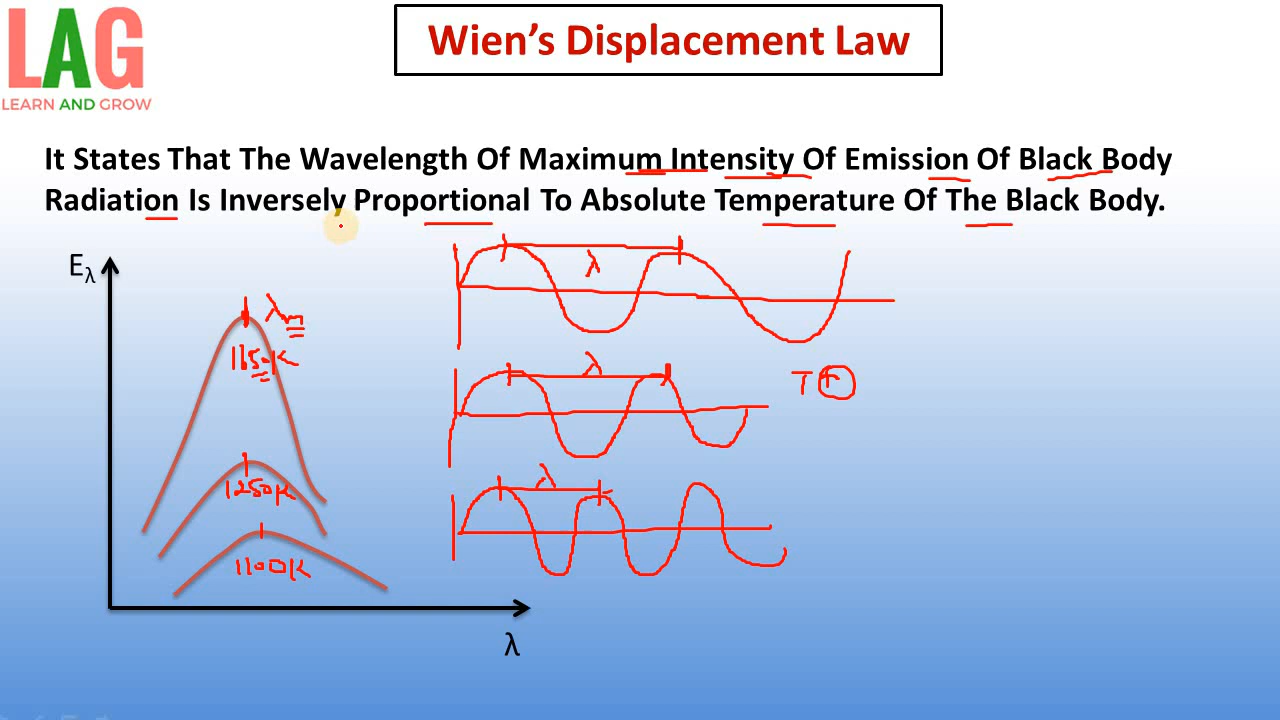 LAG
LEARN AND GROW
Wien's Displacement Law
It States That The Wavelength Of Maximum Intensity Of Emission Of Black Body
Radiation Is Inversely Proportional To Absolute Temperature Of The Black Body.
Eλ
λm
1650K
1250K
1100K
λ
λ
λ
λ
T↑